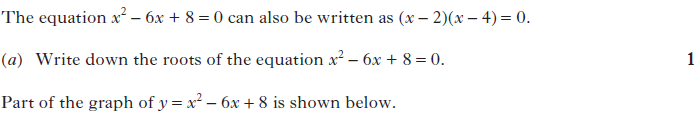 The equation x² – 6x + 8 = 0 can also be written as (x – 2)(x – 4) = 0.
(a) Write down the roots of the equation x² – 6x + 8 = 0. 1
Part of the graph of y = x² – 6x + 8 is shown below.